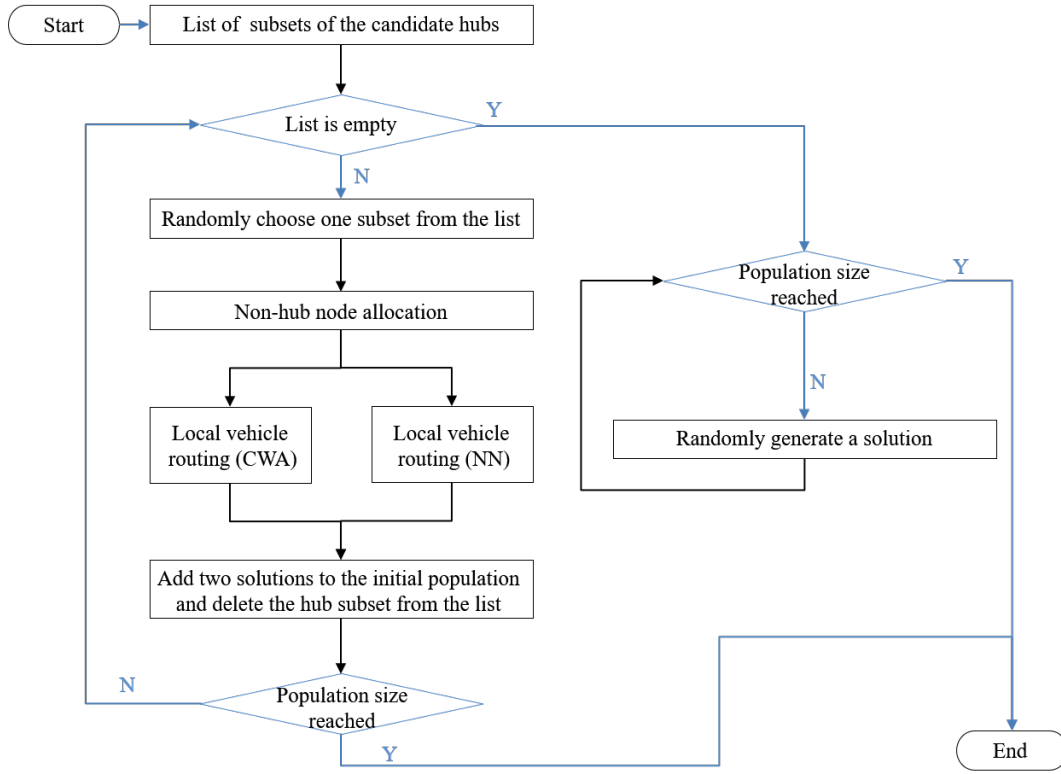 Start
List of subsets of the candidate hubs
List is empty
Y
N
Randomly choose one subset from the list
Non-hub node allocation
Local vehicle
routing (CWA)
Local vehicle
routing (NN)
Add two solutions to the initial population
and delete the hub subset from the list
Population size
reached
N
Y
Population size
reached
Y
N
Randomly generate a solution
End